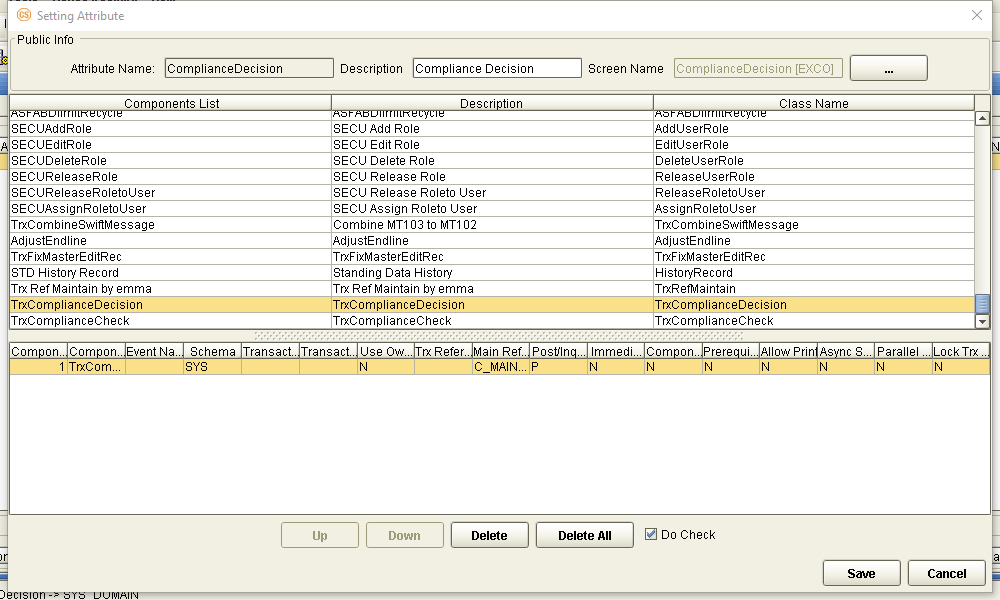 CS Setting Attribute
Public Info
Attribute Name: ComplianceDecision Description Compliance Decision Screen Name ComplianceDecision [EXCO] ...
Components List Description Class Name
ASFABDlimitRecycle ASFABDlimitRecycle ASFABDlimitRecycle
SECUAddRole SECU Add Role AddUserRole
SECUEditRole SECU Edit Role EditUserRole
SECUDeleteRole SECU Delete Role DeleteUserRole
SECUReleaseRole SECU Release Role ReleaseUserRole
SECUReleaseRoletoUser SECU Release Roleto User ReleaseRoletoUser
SECUAssignRoletoUser SECU Assign Roleto User AssignRoletoUser
TrxCombineSwiftMessage Combine MT103 to MT102 TrxCombineSwiftMessage
AdjustEndline AdjustEndline AdjustEndline
TrxFixMasterEditRec TrxFixMasterEditRec TrxFixMasterEditRec
STD History Record Standing Data History HistoryRecord
Trx Ref Maintain by emma Trx Ref Maintain by emma TrxRefMaintain
TrxComplianceDecision TrxComplianceDecision TrxComplianceDecision
TrxComplianceCheck TrxComplianceCheck TrxComplianceCheck
Compon... Compon... Event Na... Schema Transact... Transact... Use Ow... Trx Refer... Main Ref... Post/Inq... Immedi... Compon... Prerequi... Allow Print Async S... Parallel ... Lock Trx ...
1 TrxCom... SYS N C_MAIN... P N N N N N N N
Up Down Delete Delete All Do Check
Save Cancel
Decision -> SYS_DOMAIN